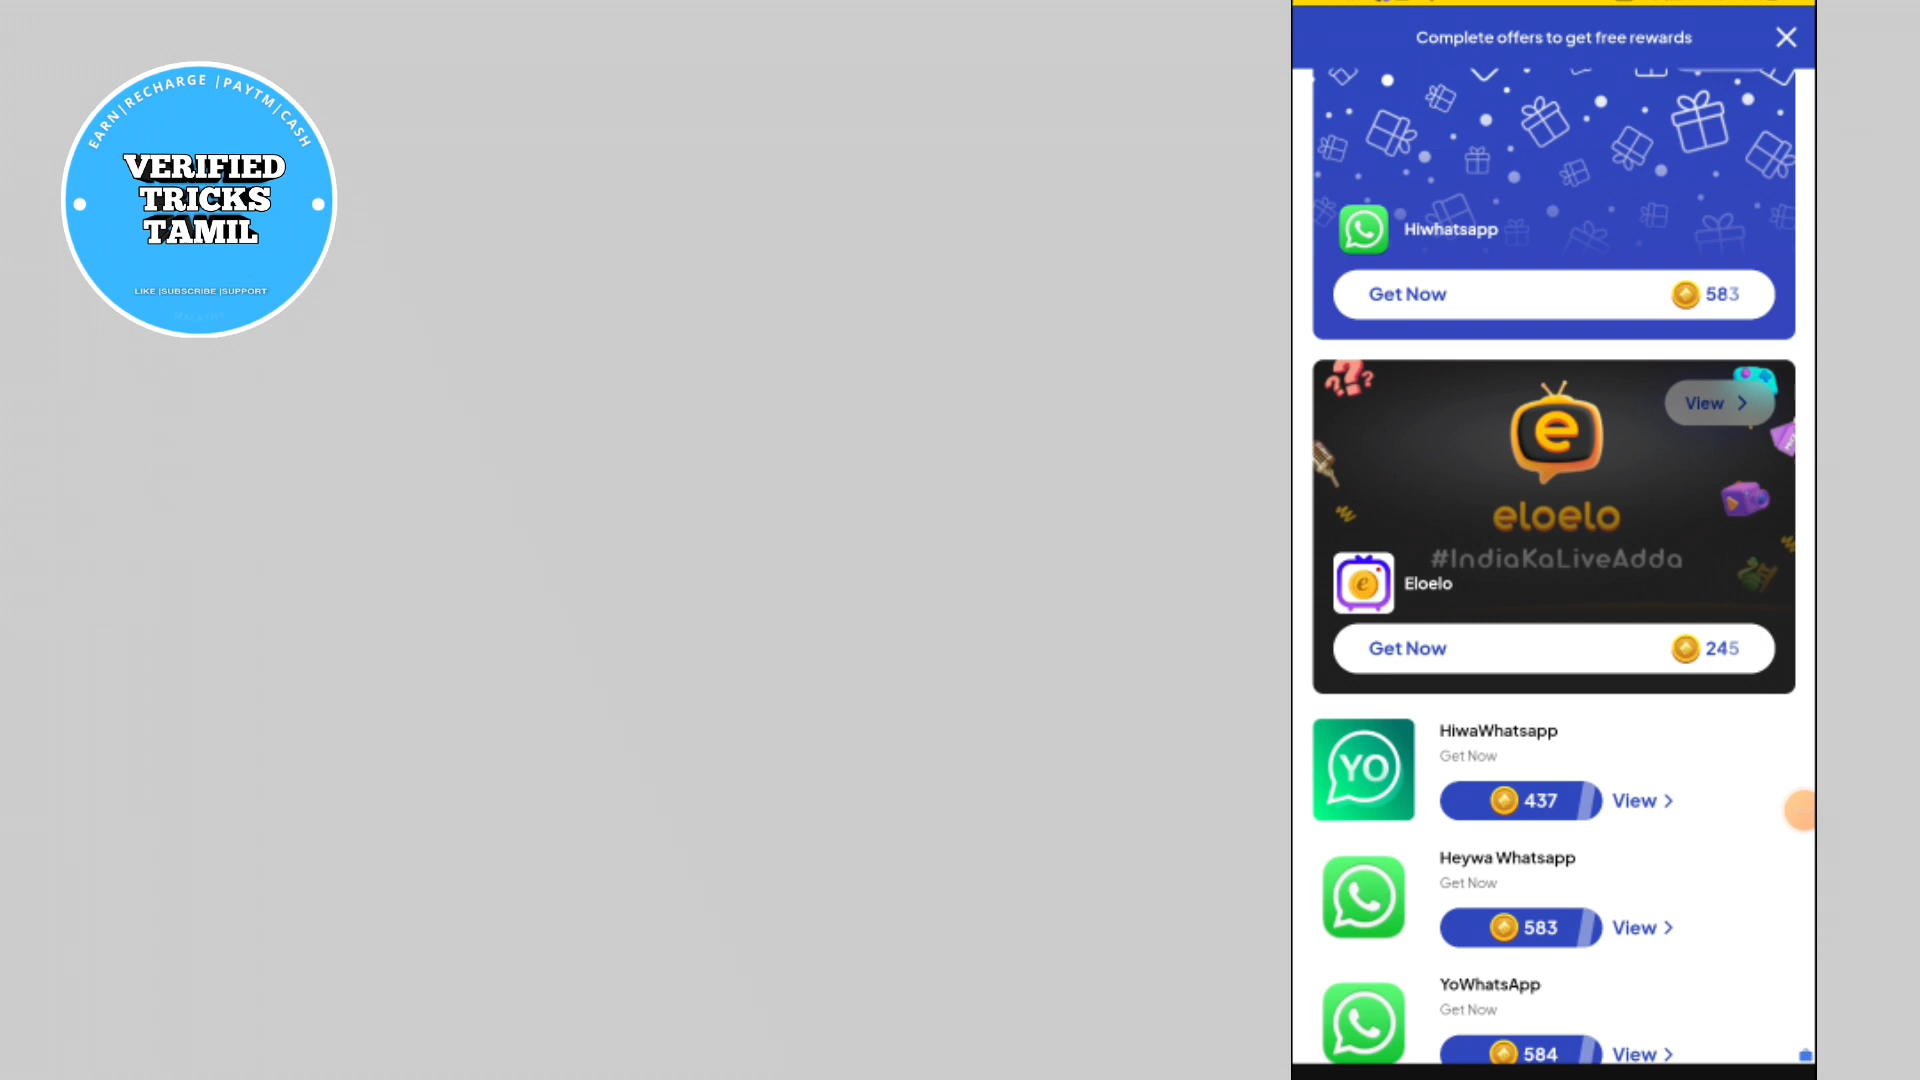 EARN|RECHARGE |PAYTM|CASH
VERIFIED
TRICKS
TAMIL
LIKE |SUBSCRIBE |SUPPORT
Complete offers to get free rewards
Hiwhatsapp
Get Now 583
View
e
eloelo
#IndiaKaLiveAdda
e
Eloelo
Get Now 245
YO
HiwaWhatsapp
Get Now
437 View
Heywa Whatsapp
Get Now
583 View
YoWhatsApp
Get Now
584 View